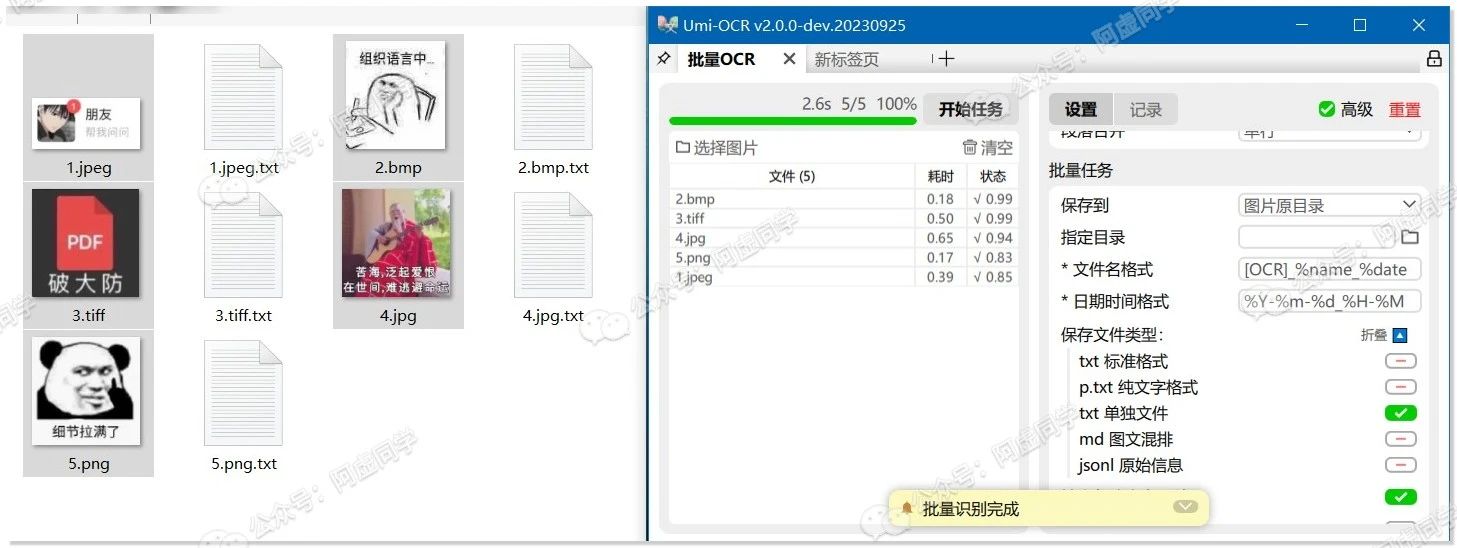 朋友
帮我问问
1.jpeg
1.jpeg.txt
组织语言中...
2.bmp
2.bmp.txt
PDF
破大防
3.tiff
3.tiff.txt
苦海,泛起爱恨
在世间,难逃避命运
4.jpg
4.jpg.txt
细节拉满了
5.png
5.png.txt
Umi-OCR v2.0.0-dev.20230925
批量OCR
新标签页
2.6s 5/5 100%
开始任务
选择图片
清空
文件 (5) 耗时 状态
2.bmp 0.18 √ 0.99
3.tiff 0.50 √ 0.99
4.jpg 0.65 √ 0.94
5.png 0.17 √ 0.83
1.jpeg 0.39 √ 0.85
设置 记录 高级 重置
段落合并 单行
批量任务
保存到 图片原目录
指定目录
* 文件名格式 [OCR]_%name_%date
* 日期时间格式 %Y-%m-%d_%H-%M
保存文件类型: 折叠
txt 标准格式
p.txt 纯文字格式
txt 单独文件
md 图文混排
jsonl 原始信息
批量识别完成
公众号：阿虚同学